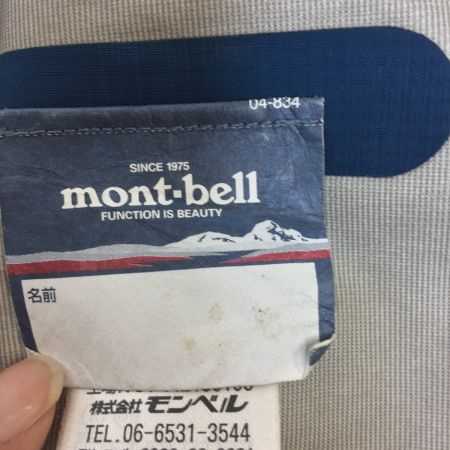 04-834
SINCE 1975
mont-bell
FUNCTION IS BEAUTY
名前
株式会社 モンベル
TEL.06-6531-3544